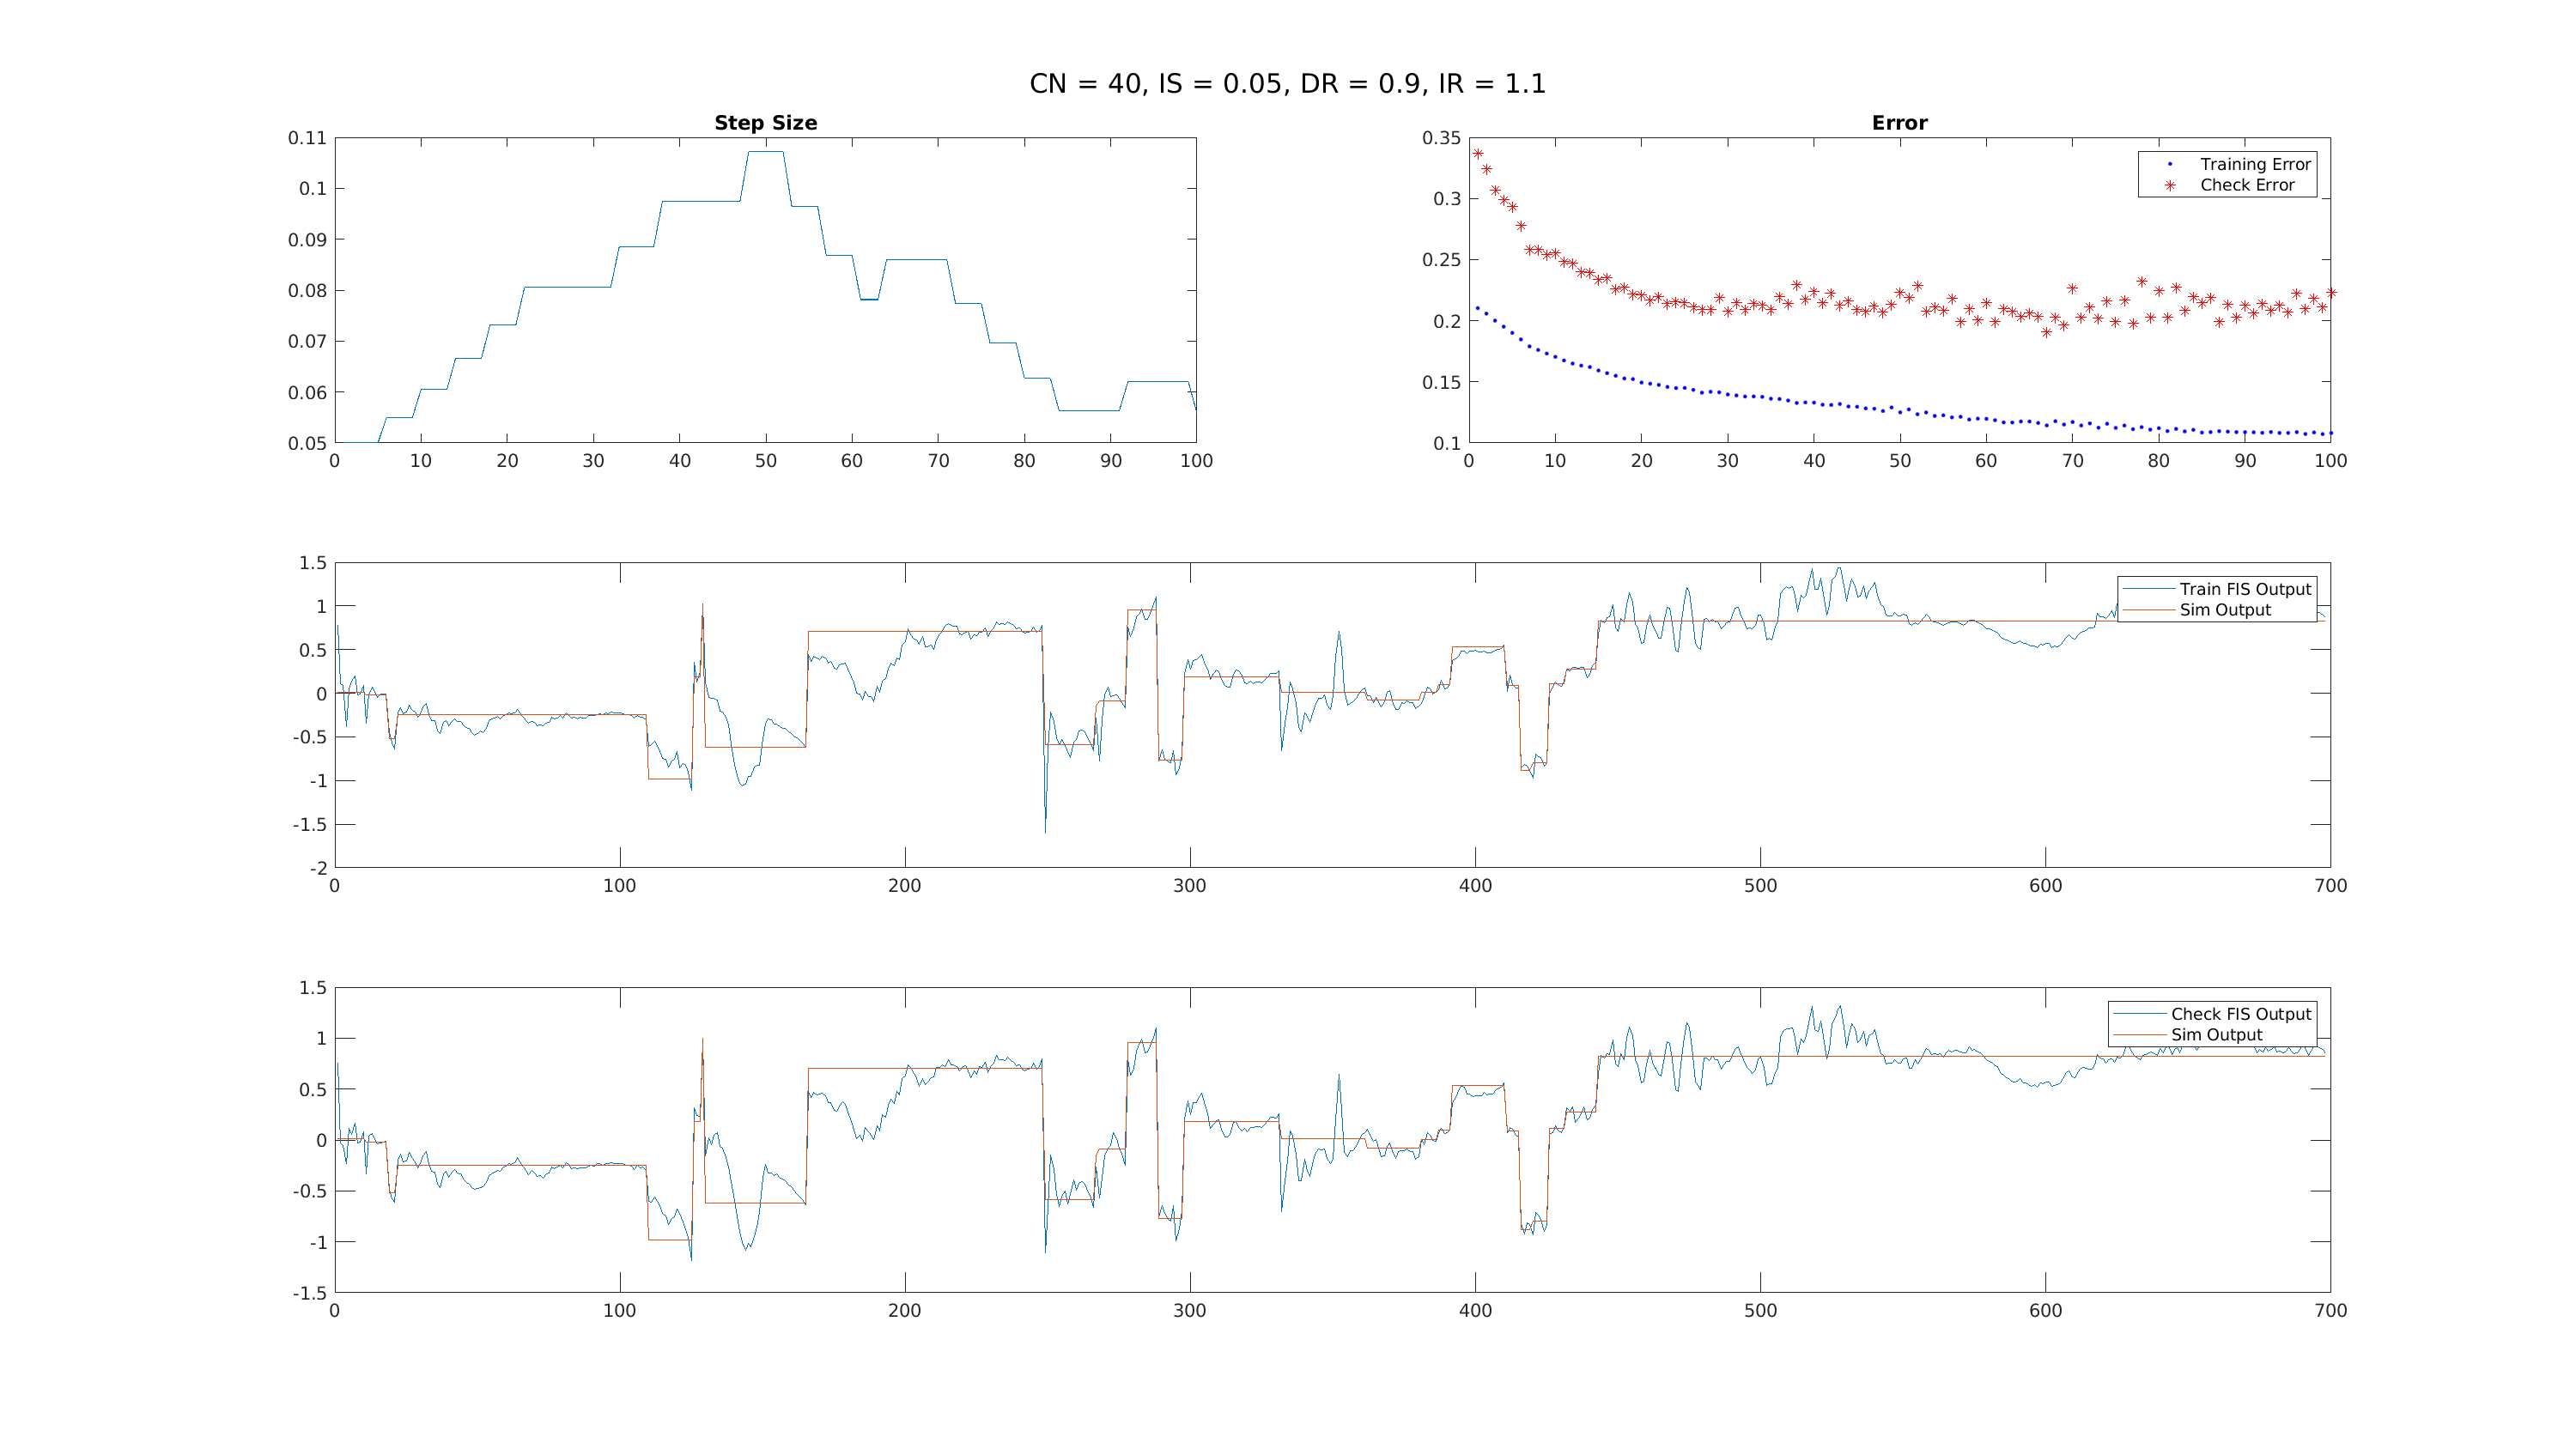 CN = 40, IS = 0.05, DR = 0.9, IR = 1.1
Step Size
0.11
0.1
0.09
0.08
0.07
0.06
0.05
0 10 20 30 40 50 60 70 80 90 100
Error
0.35
0.3
0.25
0.2
0.15
0.1
0 10 20 30 40 50 60 70 80 90 100
Training Error
Check Error
1.5
1
0.5
0
-0.5
-1
-1.5
-2
0 100 200 300 400 500 600 700
Train FIS Output
Sim Output
1.5
1
0.5
0
-0.5
-1
-1.5
0 100 200 300 400 500 600 700
Check FIS Output
Sim Output